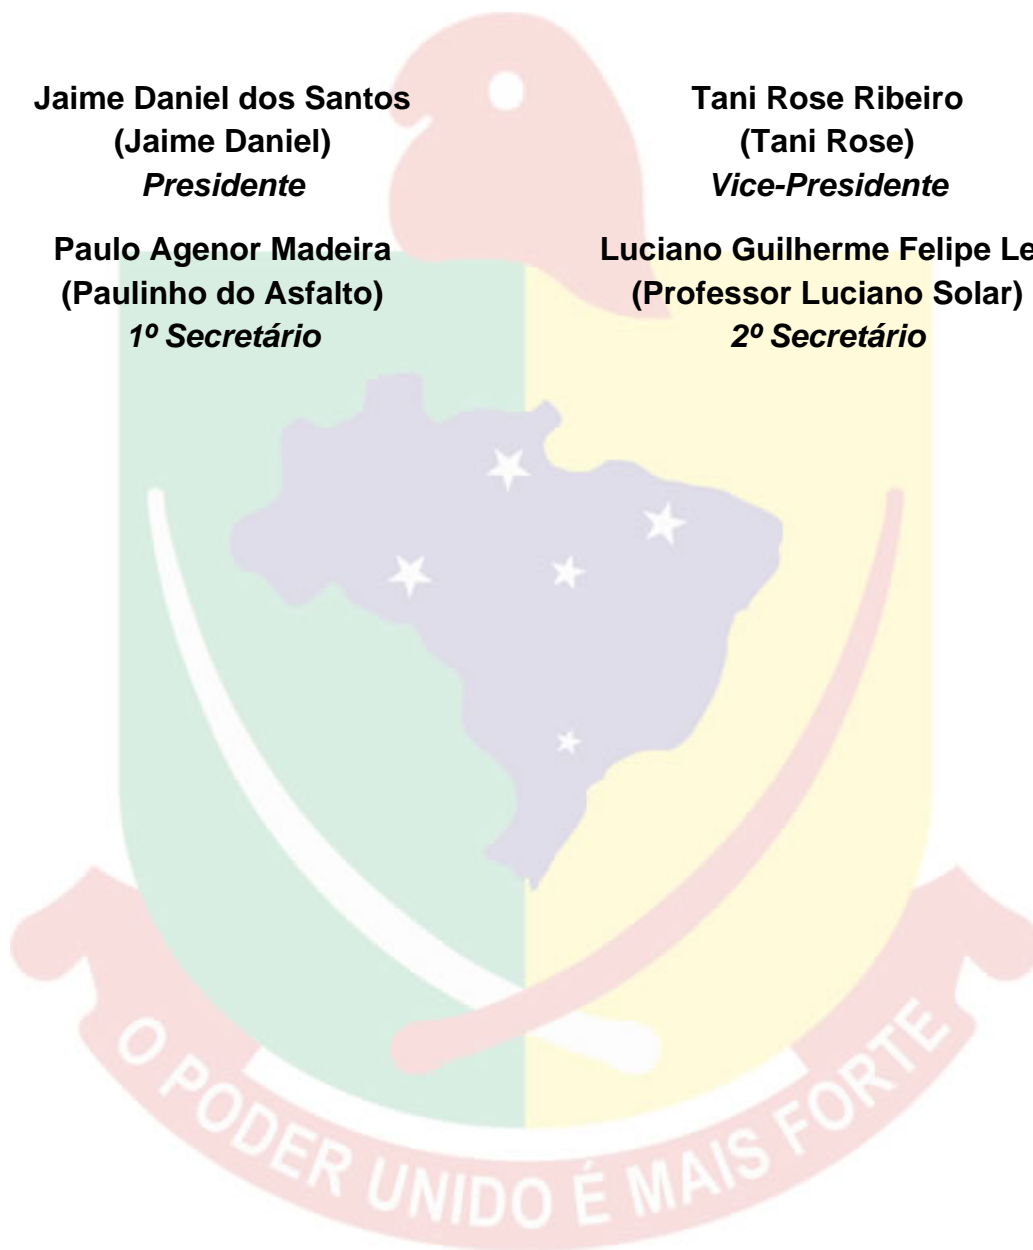 Jaime Daniel dos Santos
(Jaime Daniel)
Presidente
Tani Rose Ribeiro
(Tani Rose)
Vice-Presidente
Paulo Agenor Madeira
(Paulinho do Asfalto)
1º Secretário
Luciano Guilherme Felipe
(Professor Luciano Solar)
2º Secretário
O PODER UNIDO É MAIS FORTE